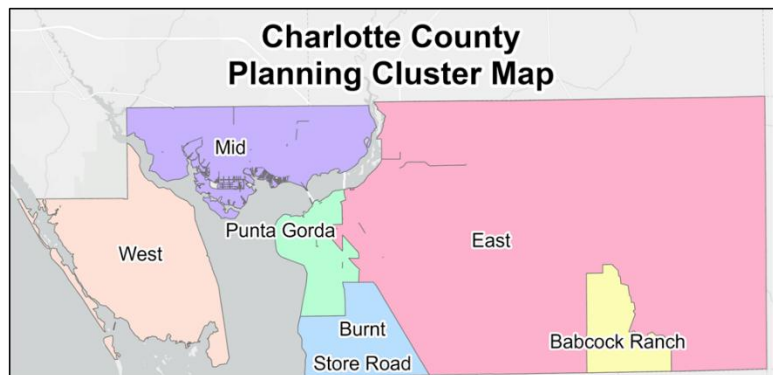 Charlotte County
Planning Cluster Map
Mid
Punta Gorda
West
East
Burnt
Store Road
Babcock Ranch